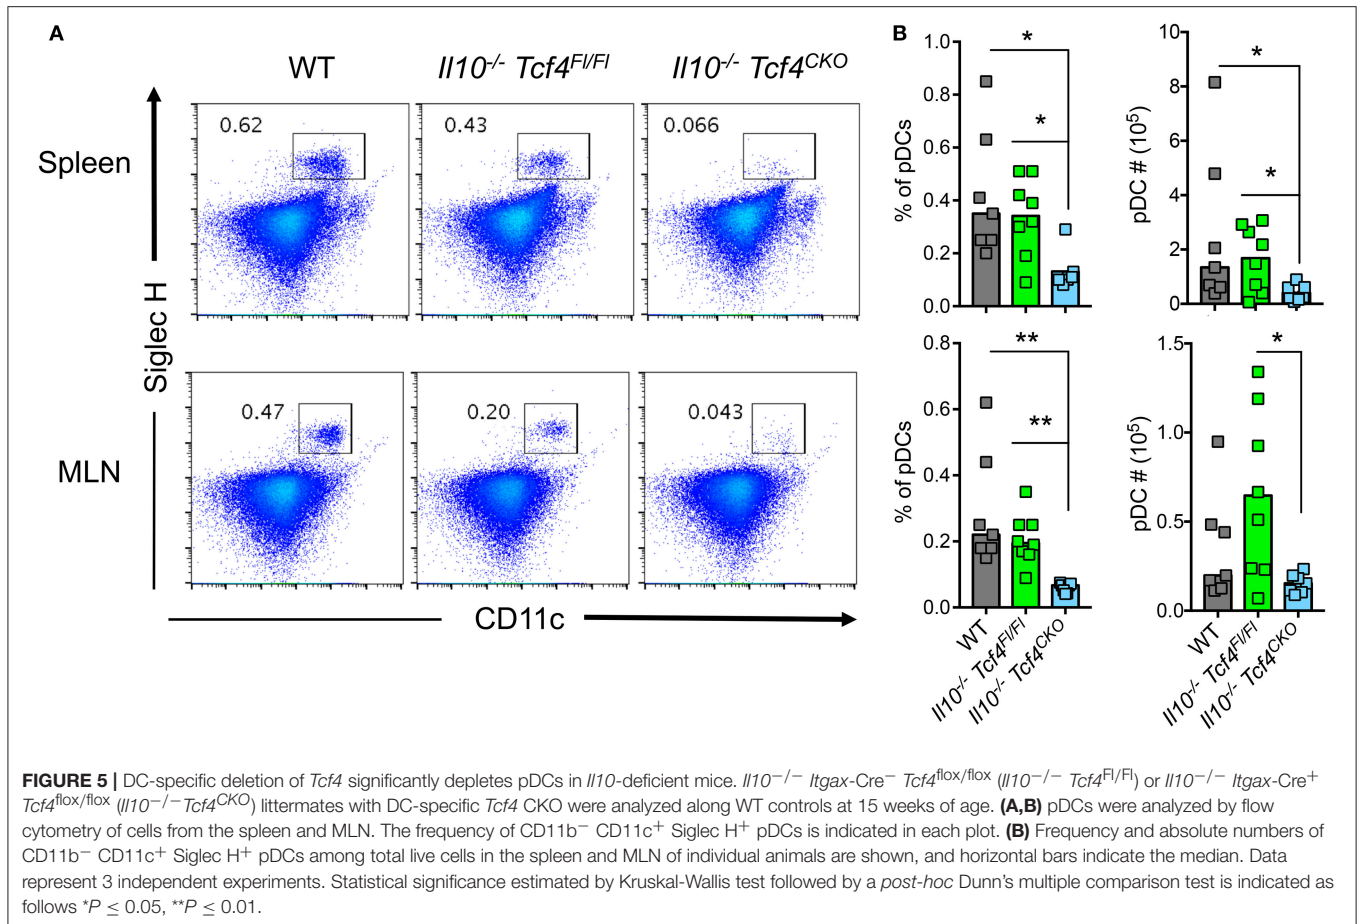 A
B
WT
Il10-/- Tcf4Fl/Fl
Il10-/- Tcf4CKO
Spleen
0.62
0.43
0.066
MLN
0.47
0.20
0.043
Siglec H
CD11c
% of pDCs
1.0
0.8
0.6
0.4
0.2
0.0
*
*
pDC # (10⁵)
10
8
6
4
2
0
*
*
% of pDCs
0.8
0.6
0.4
0.2
0.0
**
**
WT
Il10-/- Tcf4Fl/Fl
Il10-/- Tcf4CKO
pDC # (10⁵)
1.5
1.0
0.5
0.0
*
WT
Il10-/- Tcf4Fl/Fl
Il10-/- Tcf4CKO
FIGURE 5 | DC-specific deletion of Tcf4 significantly depletes pDCs in Il10-deficient mice. Il10−/− Itgax-Cre− Tcf4flox/flox (Il10−/− Tcf4Fl/Fl) or Il10−/− Itgax-Cre+
Tcf4flox/flox (Il10−/−Tcf4CKO) littermates with DC-specific Tcf4 CKO were analyzed along WT controls at 15 weeks of age. (A,B) pDCs were analyzed by flow
cytometry of cells from the spleen and MLN. The frequency of CD11b− CD11c+ Siglec H+ pDCs is indicated in each plot. (B) Frequency and absolute numbers of
CD11b− CD11c+ Siglec H+ pDCs among total live cells in the spleen and MLN of individual animals are shown, and horizontal bars indicate the median. Data
represent 3 independent experiments. Statistical significance estimated by Kruskal-Wallis test followed by a post-hoc Dunn's multiple comparison test is indicated as
follows *P ≤ 0.05, **P ≤ 0.01.